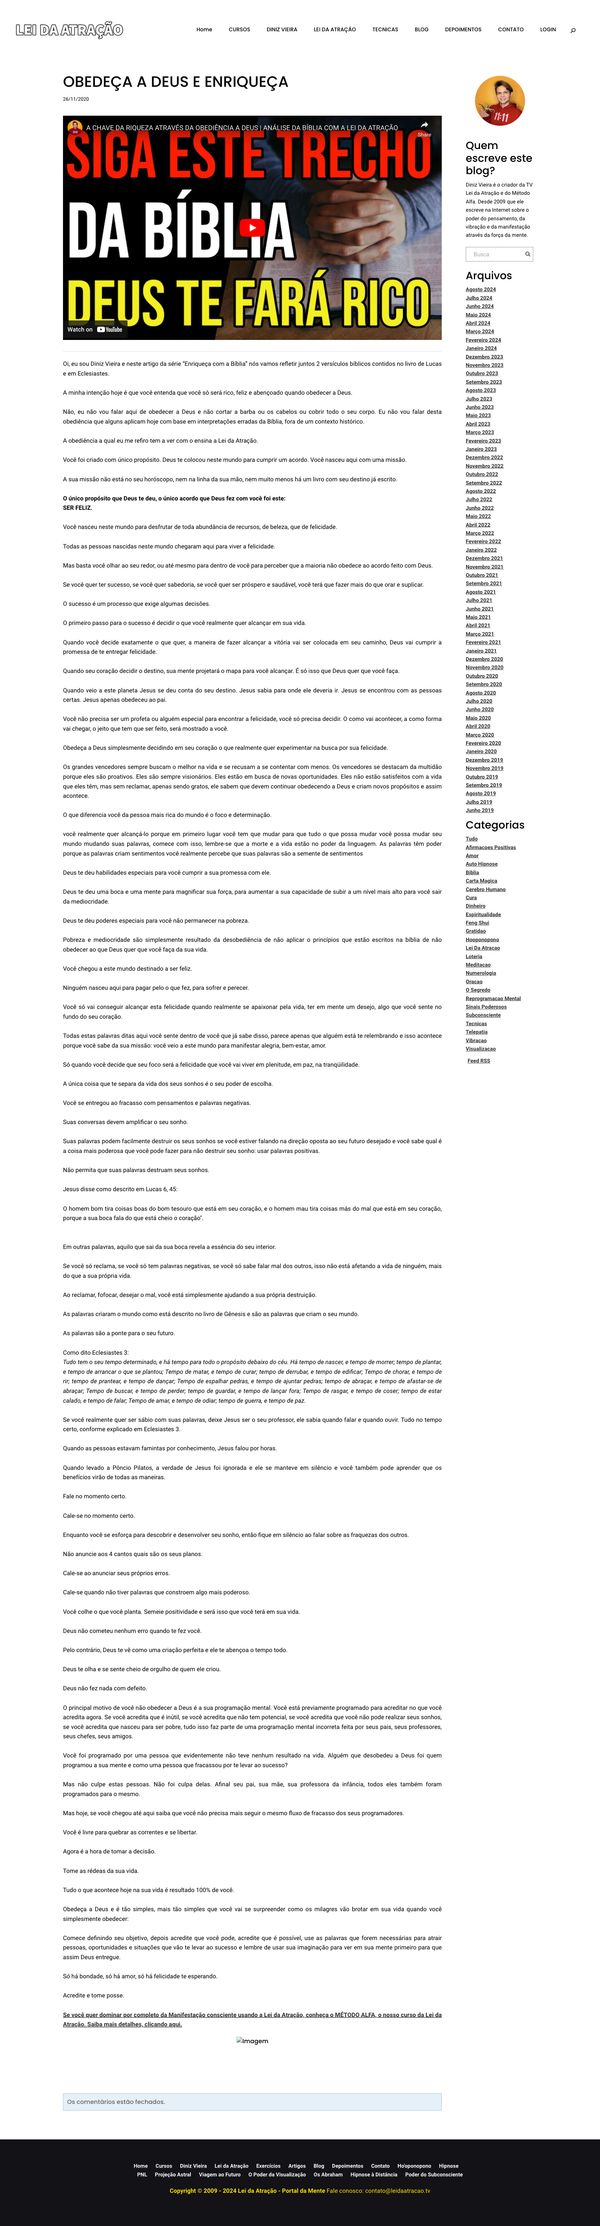 LEI DA ATRAÇÃO
Home CURSOS DINIZ VIEIRA LEI DA ATRAÇÃO TECNICAS BLOG DEPOIMENTOS CONTATO LOGIN
OBEDEÇA A DEUS E ENRIQUEÇA
26/11/2020
A CHAVE DA RIQUEZA ATRAVÉS DA OBEDIÊNCIA A DEUS | ANÁLISE DA BÍBLIA COM A LEI DA ATRAÇÃO
Share
SIGA ESTE TRECHO
DA BÍBLIA
DEUS TE FARÁ RICO
Watch on YouTube
Oi, eu sou Diniz Vieira e neste artigo da série "Enriqueça com a Bíblia" nós vamos refletir juntos 2 versículos bíblicos contidos no livro de Lucas
e em Eclesiastes.
A minha intenção hoje é que você entenda que você só será rico, feliz e abençoado quando obedecer a Deus.
Não, eu não vou falar aqui de obedecer a Deus e não cortar a barba ou os cabelos ou cobrir todo o seu corpo. Eu não vou falar desta
obediência que alguns aplicam hoje com base em interpretações erradas da Bíblia, fora de um contexto histórico.
A obediência a qual eu me refiro tem a ver com o ensina a Lei da Atração.
Você foi criado com único propósito. Deus te colocou neste mundo para cumprir um acordo. Você nasceu aqui com uma missão.
A sua missão não está no seu horóscopo, nem na linha da sua mão, nem muito menos há um livro com seu destino já escrito.
O único propósito que Deus te deu, o único acordo que Deus fez com você foi este:
SER FELIZ.
Você nasceu neste mundo para desfrutar de toda abundância de recursos, de beleza, que de felicidade.
Todas as pessoas nascidas neste mundo chegaram aqui para viver a felicidade.
Mas basta você olhar ao seu redor, ou até mesmo para dentro de você para perceber que a maioria não obedece ao acordo feito com Deus.
Se você quer ter sucesso, se você quer sabedoria, se você quer ser próspero e saudável, você terá que fazer mais do que orar e suplicar.
O sucesso é um processo que exige algumas decisões.
O primeiro passo para o sucesso é decidir o que você realmente quer alcançar em sua vida.
Quando você decide exatamente o que quer, a maneira de fazer alcançar a vitória vai ser colocada em seu caminho, Deus vai cumprir a
promessa de te entregar felicidade.
Quando seu coração decidir o destino, sua mente projetará o mapa para você alcançar. É só isso que Deus quer que você faça.
Quando veio a este planeta Jesus se deu conta do seu destino. Jesus sabia para onde ele deveria ir. Jesus se encontrou com as pessoas
certas. Jesus apenas obedeceu ao pai.
Você não precisa ser um profeta ou alguém especial para encontrar a felicidade, você só precisa decidir. O como vai acontecer, a como forma
vai chegar, o jeito que tem que ser feito, será mostrado a você.
Obedeça a Deus simplesmente decidindo em seu coração o que realmente quer experimentar na busca por sua felicidade.
Os grandes vencedores sempre buscam o melhor na vida e se recusam a se contentar com menos. Os vencedores se destacam da multidão
porque eles são proativos. Eles são sempre visionários. Eles estão em busca de novas oportunidades. Eles não estão satisfeitos com a vida
que eles têm, mas sem reclamar, apenas sendo gratos, ele sabem que devem continuar obedecendo a Deus e criam novos propósitos e assim
acontece.
O que diferencia você da pessoa mais rica do mundo é o foco e determinação.
você realmente quer alcançá-lo porque em primeiro lugar você tem que mudar para que tudo o que possa mudar você possa mudar seu
mundo mudando suas palavras, comece com isso, lembre-se que a morte e a vida estão no poder da linguagem. As palavras têm poder
porque as palavras criam sentimentos você realmente percebe que suas palavras são a semente de sentimentos
Deus te deu habilidades especiais para você cumprir a sua promessa com ele.
Deus te deu uma boca e uma mente para magnificar sua força, para aumentar a sua capacidade de subir a um nível mais alto para você sair
da mediocridade.
Deus te deu poderes especiais para você não permanecer na pobreza.
Pobreza e mediocridade são simplesmente resultado da desobediência de não aplicar o princípios que estão escritos na bíblia de não
obedecer ao que Deus quer que você faça da sua vida.
Você chegou a este mundo destinado a ser feliz.
Ninguém nasceu aqui para pagar pelo o que fez, para sofrer e perecer.
Você só vai conseguir alcançar esta felicidade quando realmente se apaixonar pela vida, ter em mente um desejo, algo que você sente no
fundo do seu coração.
Todas estas palavras ditas aqui você sente dentro de você que já sabe disso, parece apenas que alguém está te relembrando e isso acontece
porque você sabe da sua missão: você veio a este mundo para manifestar alegria, bem-estar, amor.
Só quando você decide que seu foco será a felicidade que você vai viver em plenitude, em paz, na tranqüilidade.
A única coisa que te separa da vida dos seus sonhos é o seu poder de escolha.
Você se entregou ao fracasso com pensamentos e palavras negativas.
Suas conversas devem amplificar o seu sonho.
Suas palavras podem facilmente destruir os seus sonhos se você estiver falando na direção oposta ao seu futuro desejado e você sabe qual é
a coisa mais poderosa que você pode fazer para não destruir seu sonho: usar palavras positivas.
Não permita que suas palavras destruam seus sonhos.
Jesus disse como descrito em Lucas 6, 45:
O homem bom tira coisas boas do bom tesouro que está em seu coração, e o homem mau tira coisas más do mal que está em seu coração,
porque a sua boca fala do que está cheio o coração".
Em outras palavras, aquilo que sai da sua boca revela a essência do seu interior.
Se você só reclama, se você só tem palavras negativas, se você só sabe falar mal dos outros, isso não está afetando a vida de ninguém, mais
do que a sua própria vida.
Ao reclamar, fofocar, desejar o mal, você está simplesmente ajudando a sua própria destruição.
As palavras criaram o mundo como está descrito no livro de Gênesis e são as palavras que criam o seu mundo.
As palavras são a ponte para o seu futuro.
Como dito Eclesiastes 3:
Tudo tem o seu tempo determinado, e há tempo para todo o propósito debaixo do céu. Há tempo de nascer, e tempo de morrer; tempo de plantar,
e tempo de arrancar o que se plantou; Tempo de matar, e tempo de curar; tempo de derrubar, e tempo de edificar; Tempo de chorar, e tempo de
rir; tempo de prantear, e tempo de dançar; Tempo de espalhar pedras, e tempo de ajuntar pedras; tempo de abraçar, e tempo de afastar-se de
abraçar; Tempo de buscar, e tempo de perder; tempo de guardar, e tempo de lançar fora; Tempo de rasgar, e tempo de coser; tempo de estar
calado, e tempo de falar; Tempo de amar, e tempo de odiar; tempo de guerra, e tempo de paz.
Se você realmente quer ser sábio com suas palavras, deixe Jesus ser o seu professor, ele sabia quando falar e quando ouvir. Tudo no tempo
certo, conforme explicado em Eclesiastes 3.
Quando as pessoas estavam famintas por conhecimento, Jesus falou por horas.
Quando levado a Pôncio Pilatos, a verdade de Jesus foi ignorada e ele se manteve em silêncio e você também pode aprender que os
benefícios virão de todas as maneiras.
Fale no momento certo.
Cale-se no momento certo.
Enquanto você se esforça para descobrir e desenvolver seu sonho, então fique em silêncio ao falar sobre as fraquezas dos outros.
Não anuncie aos 4 cantos quais são os seus planos.
Cale-se ao anunciar seus próprios erros.
Cale-se quando não tiver palavras que constroem algo mais poderoso.
Você colhe o que você planta. Semeie positividade e será isso que você terá em sua vida.
Deus não cometeu nenhum erro quando te fez você.
Pelo contrário, Deus te vê como uma criação perfeita e ele te abençoa o tempo todo.
Deus te olha e se sente cheio de orgulho de quem ele criou.
Deus não fez nada com defeito.
O principal motivo de você não obedecer a Deus é a sua programação mental. Você está previamente programado para acreditar no que você
acredita agora. Se você acredita que é inútil, se você acredita que não tem potencial, se você acredita que você não pode realizar seus sonhos,
se você acredita que nasceu para ser pobre, tudo isso faz parte de uma programação mental incorreta feita por seus pais, seus professores,
seus chefes, seus amigos.
Você foi programado por uma pessoa que evidentemente não teve nenhum resultado na vida. Alguém que desobedeu a Deus foi quem
programou a sua mente e como uma pessoa que fracassou por te levar ao sucesso?
Mas não culpe estas pessoas. Não foi culpa delas. Afinal seu pai, sua mãe, sua professora da infância, todos eles também foram
programados para o mesmo.
Mas hoje, se você chegou até aqui saiba que você não precisa mais seguir o mesmo fluxo de fracasso dos seus programadores.
Você é livre para quebrar as correntes e se libertar.
Agora é a hora de tomar a decisão.
Tome as rédeas da sua vida.
Tudo o que acontece hoje na sua vida é resultado 100% de você.
Obedeça a Deus e é tão simples, mais tão simples que você vai se surpreender como os milagres vão brotar em sua vida quando você
simplesmente obedecer:
Comece definindo seu objetivo, depois acredite que você pode, acredite que é possível, use as palavras que forem necessárias para atrair
pessoas, oportunidades e situações que vão te levar ao sucesso e lembre de usar sua imaginação para ver em sua mente primeiro para que
assim Deus entregue.
Só há bondade, só há amor, só há felicidade te esperando.
Acredite e tome posse.
Se você quer dominar por completo da Manifestação consciente usando a Lei da Atração, conheça o MÉTODO ALFA, o nosso curso da Lei da
Atração. Saiba mais detalhes, clicando aqui.
Imagem
Os comentários estão fechados.
11:11
Quem
escreve este
blog?
Diniz Vieira é o criador da TV
Lei da Atração e do Método
Alfa. Desde 2009 que ele
escreve na Internet sobre o
poder do pensamento, da
vibração e da manifestação
através da força da mente.
Busca
Arquivos
Agosto 2024
Julho 2024
Junho 2024
Maio 2024
Abril 2024
Março 2024
Fevereiro 2024
Janeiro 2024
Dezembro 2023
Novembro 2023
Outubro 2023
Setembro 2023
Agosto 2023
Julho 2023
Junho 2023
Maio 2023
Abril 2023
Março 2023
Fevereiro 2023
Janeiro 2023
Dezembro 2022
Novembro 2022
Outubro 2022
Setembro 2022
Agosto 2022
Julho 2022
Junho 2022
Maio 2022
Abril 2022
Março 2022
Fevereiro 2022
Janeiro 2022
Dezembro 2021
Novembro 2021
Outubro 2021
Setembro 2021
Agosto 2021
Julho 2021
Junho 2021
Maio 2021
Abril 2021
Março 2021
Fevereiro 2021
Janeiro 2021
Dezembro 2020
Novembro 2020
Outubro 2020
Setembro 2020
Agosto 2020
Julho 2020
Junho 2020
Maio 2020
Abril 2020
Março 2020
Fevereiro 2020
Janeiro 2020
Dezembro 2019
Novembro 2019
Outubro 2019
Setembro 2019
Agosto 2019
Julho 2019
Junho 2019
Categorias
Tudo
Afirmacoes Positivas
Amor
Auto Hipnose
Biblia
Carta Magica
Cerebro Humano
Cura
Dinheiro
Espiritualidade
Feng Shui
Gratidao
Hooponopono
Lei Da Atracao
Loteria
Meditacao
Numerologia
Oracao
O Segredo
Reprogramacao Mental
Sinais Poderosos
Subconsciente
Tecnicas
Telepatia
Vibracao
Visualizacao
Feed RSS
Home Cursos Diniz Vieira Lei da Atração Exercícios Artigos Blog Depoimentos Contato Ho'oponopono Hipnose
PNL Projeção Astral Viagem ao Futuro O Poder da Visualização Os Abraham Hipnose à Distância Poder do Subconsciente
Copyright © 2009 - 2024 Lei da Atração - Portal da Mente Fale conosco: contato@leidaatracao.tv